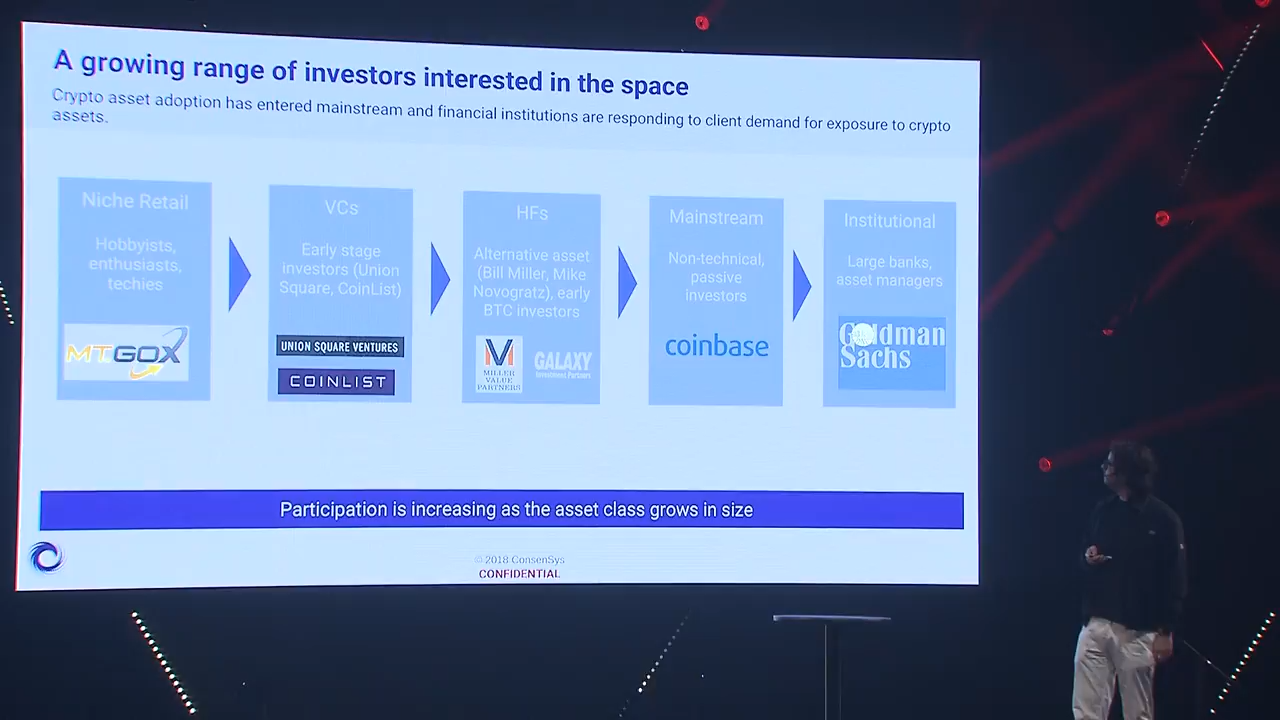 A growing range of investors interested in the space
Crypto asset adoption has entered mainstream and financial institutions are responding to client demand for exposure to crypto
assets.
Niche Retail
Hobbyists,
enthusiasts,
techies
MT.GOX
VCs
Early stage
investors (Union
Square, CoinList)
UNION SQUARE VENTURES
COINLIST
HFs
Alternative asset
(Bill Miller, Mike
Novogratz), early
BTC investors
MILLER
VALUE
PARTNERS
GALAXY
Investment Partners
Mainstream
Non-technical,
passive
investors
coinbase
Institutional
Large banks,
asset managers
Goldman
Sachs
Participation is increasing as the asset class grows in size
© 2018 ConsenSys
CONFIDENTIAL